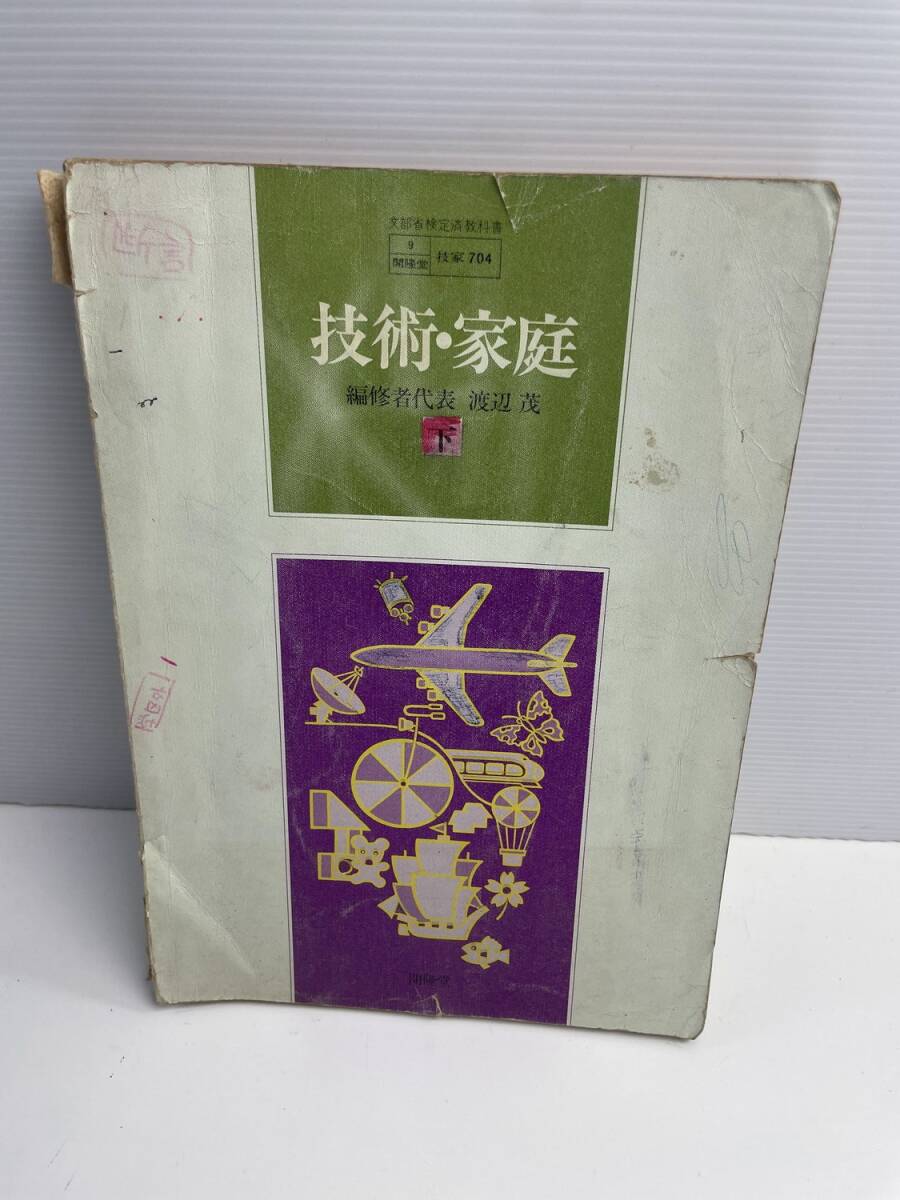 文部省検定済教科書
9
開隆堂
技家 704
技術・家庭
編修者代表 渡辺 茂
下
開隆堂